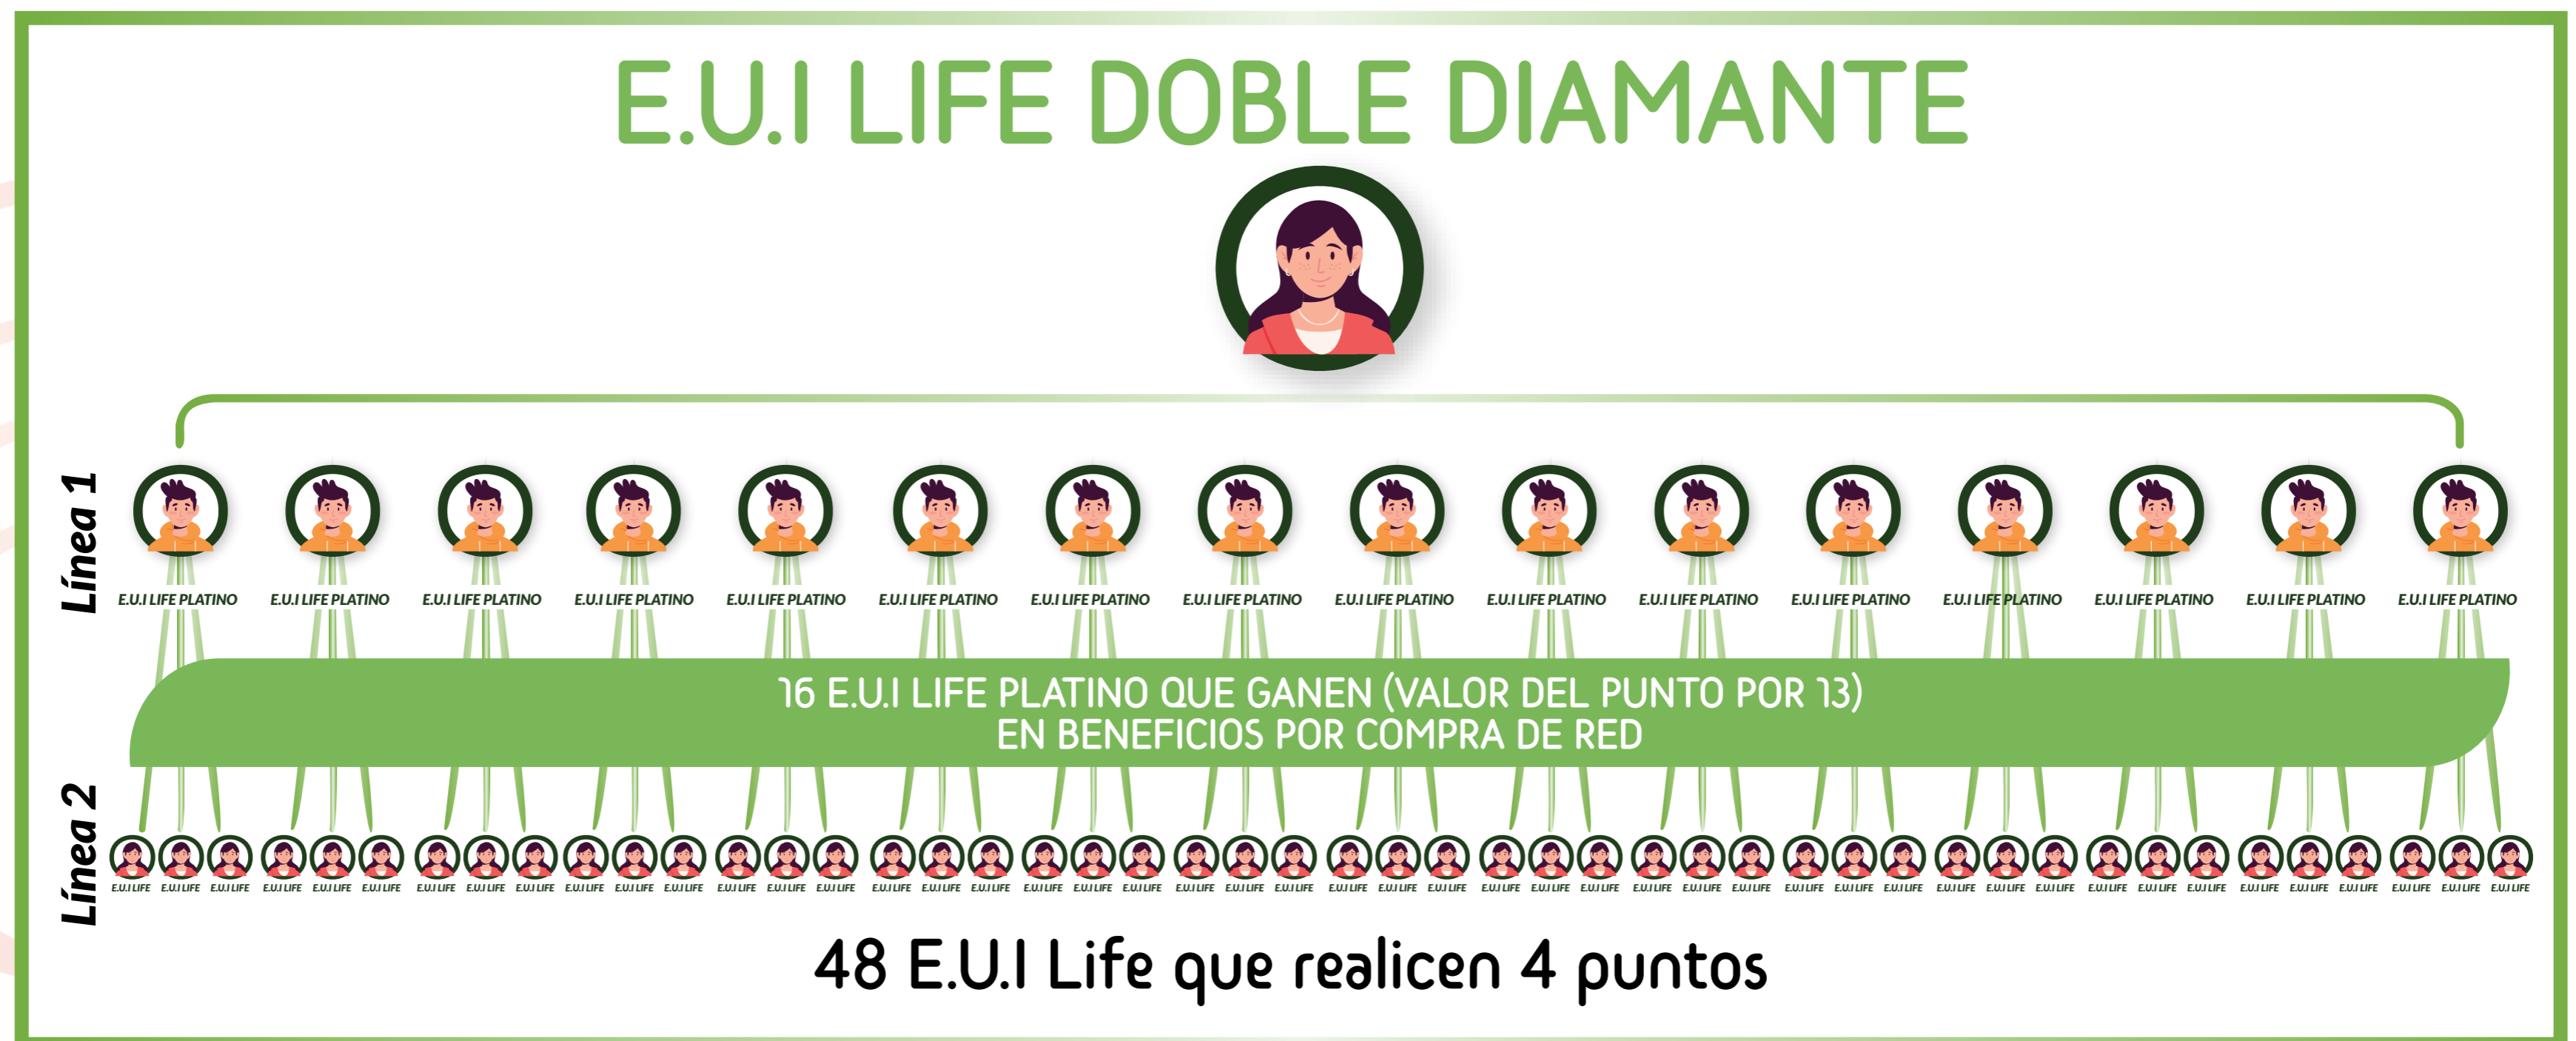 E.U.I LIFE DOBLE DIAMANTE
Línea 1
E.U.I LIFE PLATINO E.U.I LIFE PLATINO E.U.I LIFE PLATINO E.U.I LIFE PLATINO E.U.I LIFE PLATINO E.U.I LIFE PLATINO E.U.I LIFE PLATINO E.U.I LIFE PLATINO E.U.I LIFE PLATINO E.U.I LIFE PLATINO E.U.I LIFE PLATINO E.U.I LIFE PLATINO E.U.I LIFE PLATINO E.U.I LIFE PLATINO E.U.I LIFE PLATINO E.U.I LIFE PLATINO
16 E.U.I LIFE PLATINO QUE GANEN (VALOR DEL PUNTO POR 13)
EN BENEFICIOS POR COMPRA DE RED
Línea 2
E.U.I LIFE E.U.I LIFE E.U.I LIFE E.U.I LIFE E.U.I LIFE E.U.I LIFE E.U.I LIFE E.U.I LIFE E.U.I LIFE E.U.I LIFE E.U.I LIFE E.U.I LIFE E.U.I LIFE E.U.I LIFE E.U.I LIFE E.U.I LIFE E.U.I LIFE E.U.I LIFE E.U.I LIFE E.U.I LIFE E.U.I LIFE E.U.I LIFE E.U.I LIFE E.U.I LIFE E.U.I LIFE E.U.I LIFE E.U.I LIFE E.U.I LIFE E.U.I LIFE E.U.I LIFE E.U.I LIFE E.U.I LIFE E.U.I LIFE E.U.I LIFE E.U.I LIFE E.U.I LIFE E.U.I LIFE E.U.I LIFE E.U.I LIFE E.U.I LIFE E.U.I LIFE E.U.I LIFE E.U.I LIFE E.U.I LIFE E.U.I LIFE E.U.I LIFE E.U.I LIFE E.U.I LIFE
48 E.U.I Life que realicen 4 puntos